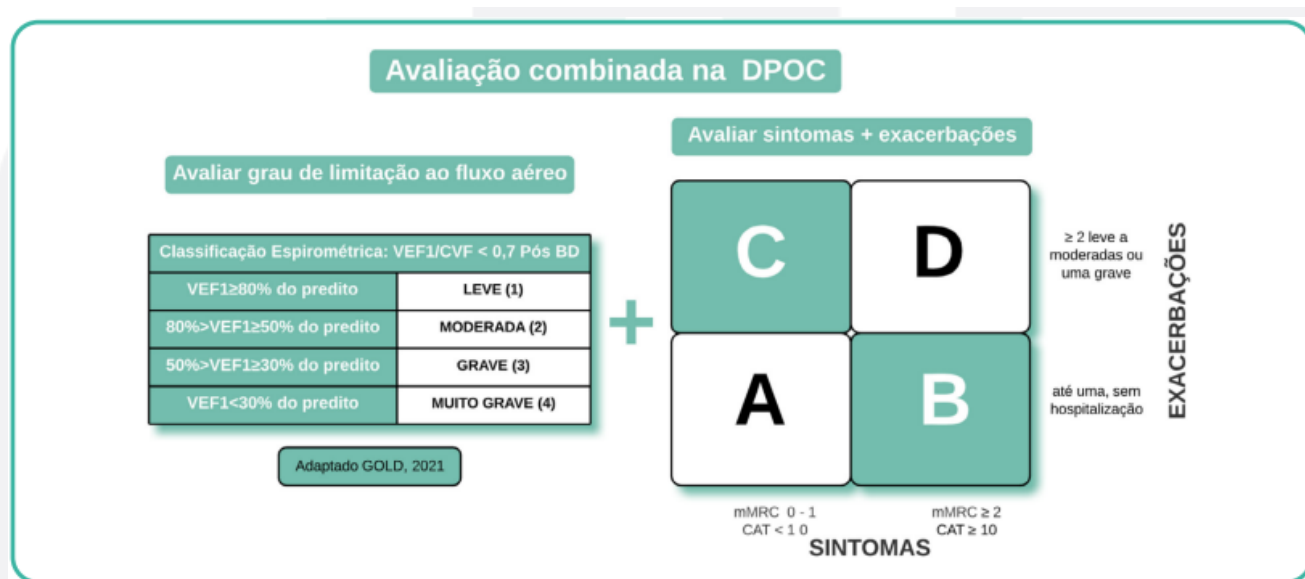 Avaliação combinada na DPOC
Avaliar grau de limitação ao fluxo aéreo
Classificação Espirométrica: VEF1/CVF < 0,7 Pós BD
VEF1≥80% do predito LEVE (1)
80%>VEF1≥50% do predito MODERADA (2)
50%>VEF1≥30% do predito GRAVE (3)
VEF1<30% do predito MUITO GRAVE (4)
Adaptado GOLD, 2021
+
Avaliar sintomas + exacerbações
C D
≥ 2 leve a
moderadas ou
uma grave
A B
até uma, sem
hospitalização
EXACERBAÇÕES
mMRC 0 - 1
CAT < 1 0
mMRC ≥ 2
CAT ≥ 10
SINTOMAS